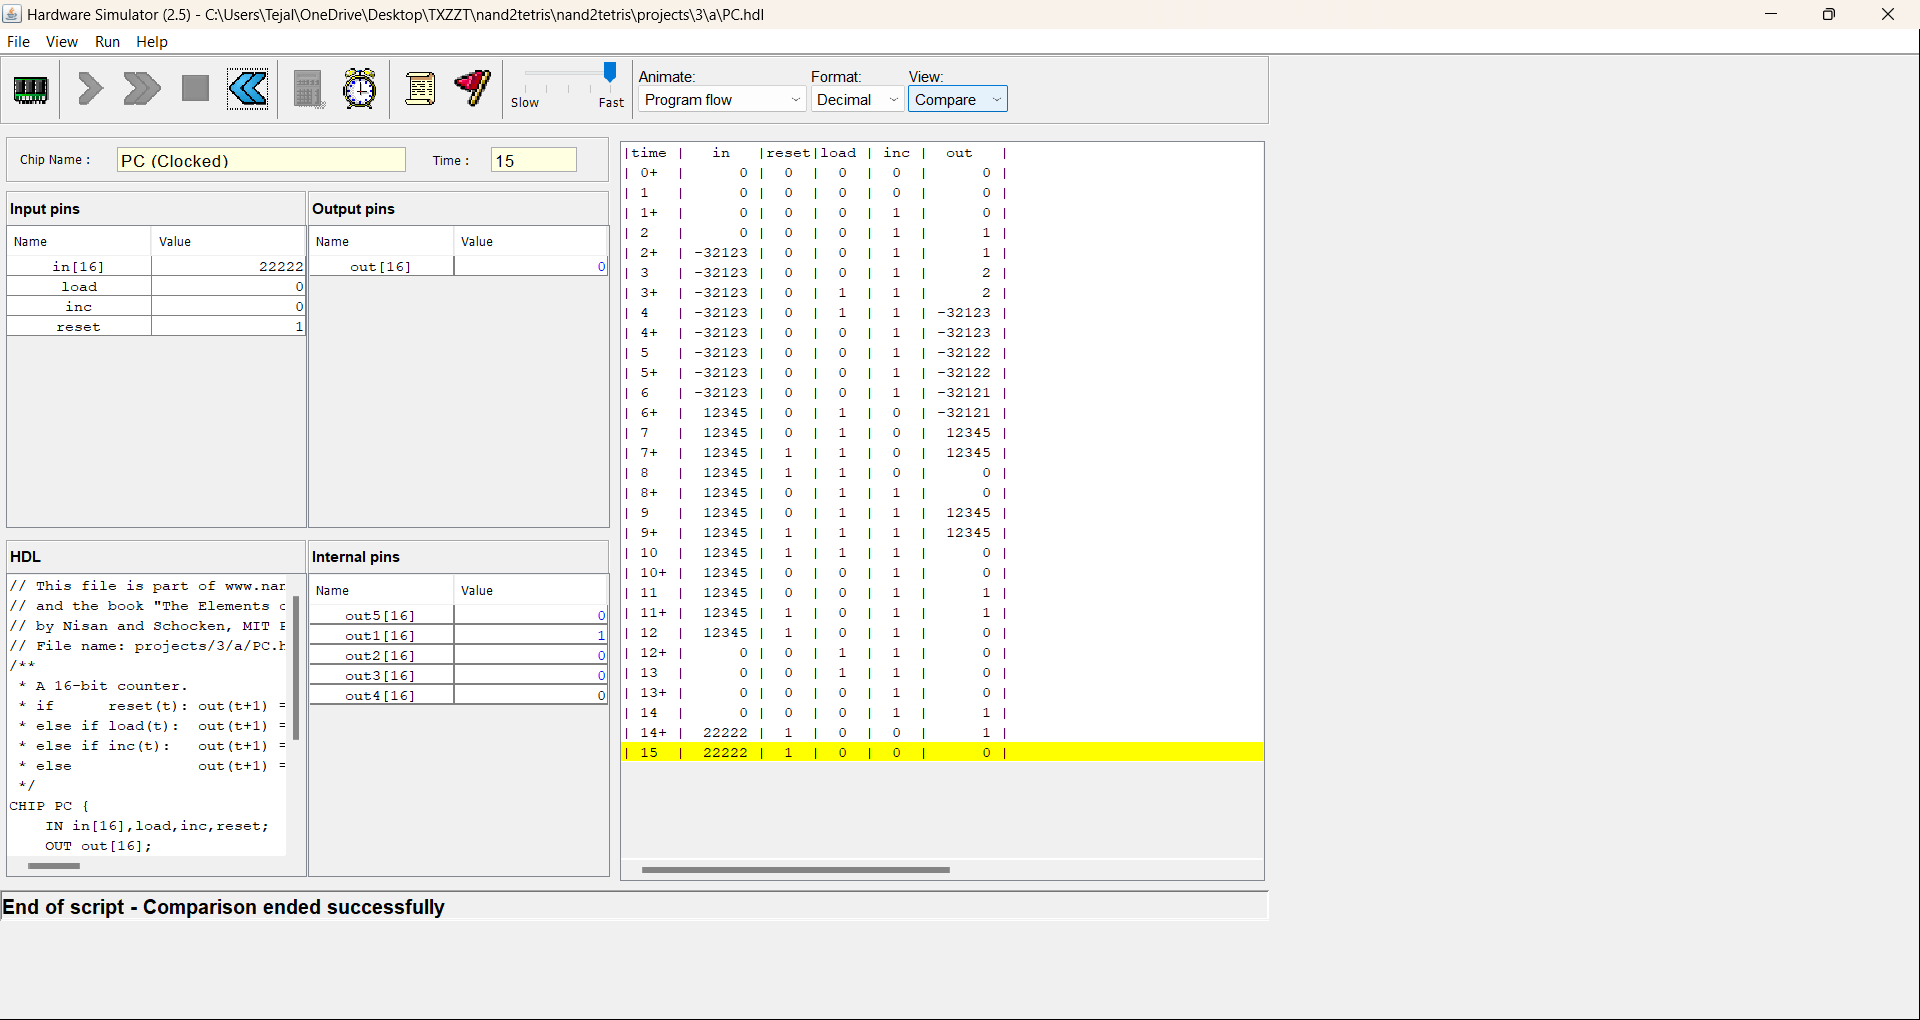 Hardware Simulator (2.5) - C:\Users\Tejal\OneDrive\Desktop\TXZZT\nand2tetris\nand2tetris\projects\3\a\PC.hdl
File View Run Help
Slow Fast
Animate: Format: View:
Program flow Decimal Compare
Chip Name : PC (Clocked) Time : 15
Input pins
Name Value
in[16] 22222
load 0
inc 0
reset 1
Output pins
Name Value
out[16] 0
HDL
// This file is part of www.nan
// and the book "The Elements o
// by Nisan and Schocken, MIT P
// File name: projects/3/a/PC.h
/**
* A 16-bit counter.
* if reset(t): out(t+1) =
* else if load(t): out(t+1) =
* else if inc(t): out(t+1) =
* else out(t+1) =
*/
CHIP PC {
IN in[16],load,inc,reset;
OUT out[16];
Internal pins
Name Value
out5[16] 0
out1[16] 1
out2[16] 0
out3[16] 0
out4[16] 0
|time | in |reset|load | inc | out |
| 0+ | 0 | 0 | 0 | 0 | 0 |
| 1 | 0 | 0 | 0 | 0 | 0 |
| 1+ | 0 | 0 | 0 | 1 | 0 |
| 2 | 0 | 0 | 0 | 1 | 1 |
| 2+ | -32123 | 0 | 0 | 1 | 1 |
| 3 | -32123 | 0 | 0 | 1 | 2 |
| 3+ | -32123 | 0 | 1 | 1 | 2 |
| 4 | -32123 | 0 | 1 | 1 | -32123 |
| 4+ | -32123 | 0 | 0 | 1 | -32123 |
| 5 | -32123 | 0 | 0 | 1 | -32122 |
| 5+ | -32123 | 0 | 0 | 1 | -32122 |
| 6 | -32123 | 0 | 0 | 1 | -32121 |
| 6+ | 12345 | 0 | 1 | 0 | -32121 |
| 7 | 12345 | 0 | 1 | 0 | 12345 |
| 7+ | 12345 | 1 | 1 | 0 | 12345 |
| 8 | 12345 | 1 | 1 | 0 | 0 |
| 8+ | 12345 | 0 | 1 | 1 | 0 |
| 9 | 12345 | 0 | 1 | 1 | 12345 |
| 9+ | 12345 | 1 | 1 | 1 | 12345 |
| 10 | 12345 | 1 | 1 | 1 | 0 |
| 10+ | 12345 | 0 | 0 | 1 | 0 |
| 11 | 12345 | 0 | 0 | 1 | 1 |
| 11+ | 12345 | 1 | 0 | 1 | 1 |
| 12 | 12345 | 1 | 0 | 1 | 0 |
| 12+ | 0 | 0 | 1 | 1 | 0 |
| 13 | 0 | 0 | 1 | 1 | 0 |
| 13+ | 0 | 0 | 0 | 1 | 0 |
| 14 | 0 | 0 | 0 | 1 | 1 |
| 14+ | 22222 | 1 | 0 | 0 | 1 |
| 15 | 22222 | 1 | 0 | 0 | 0 |
End of script - Comparison ended successfully